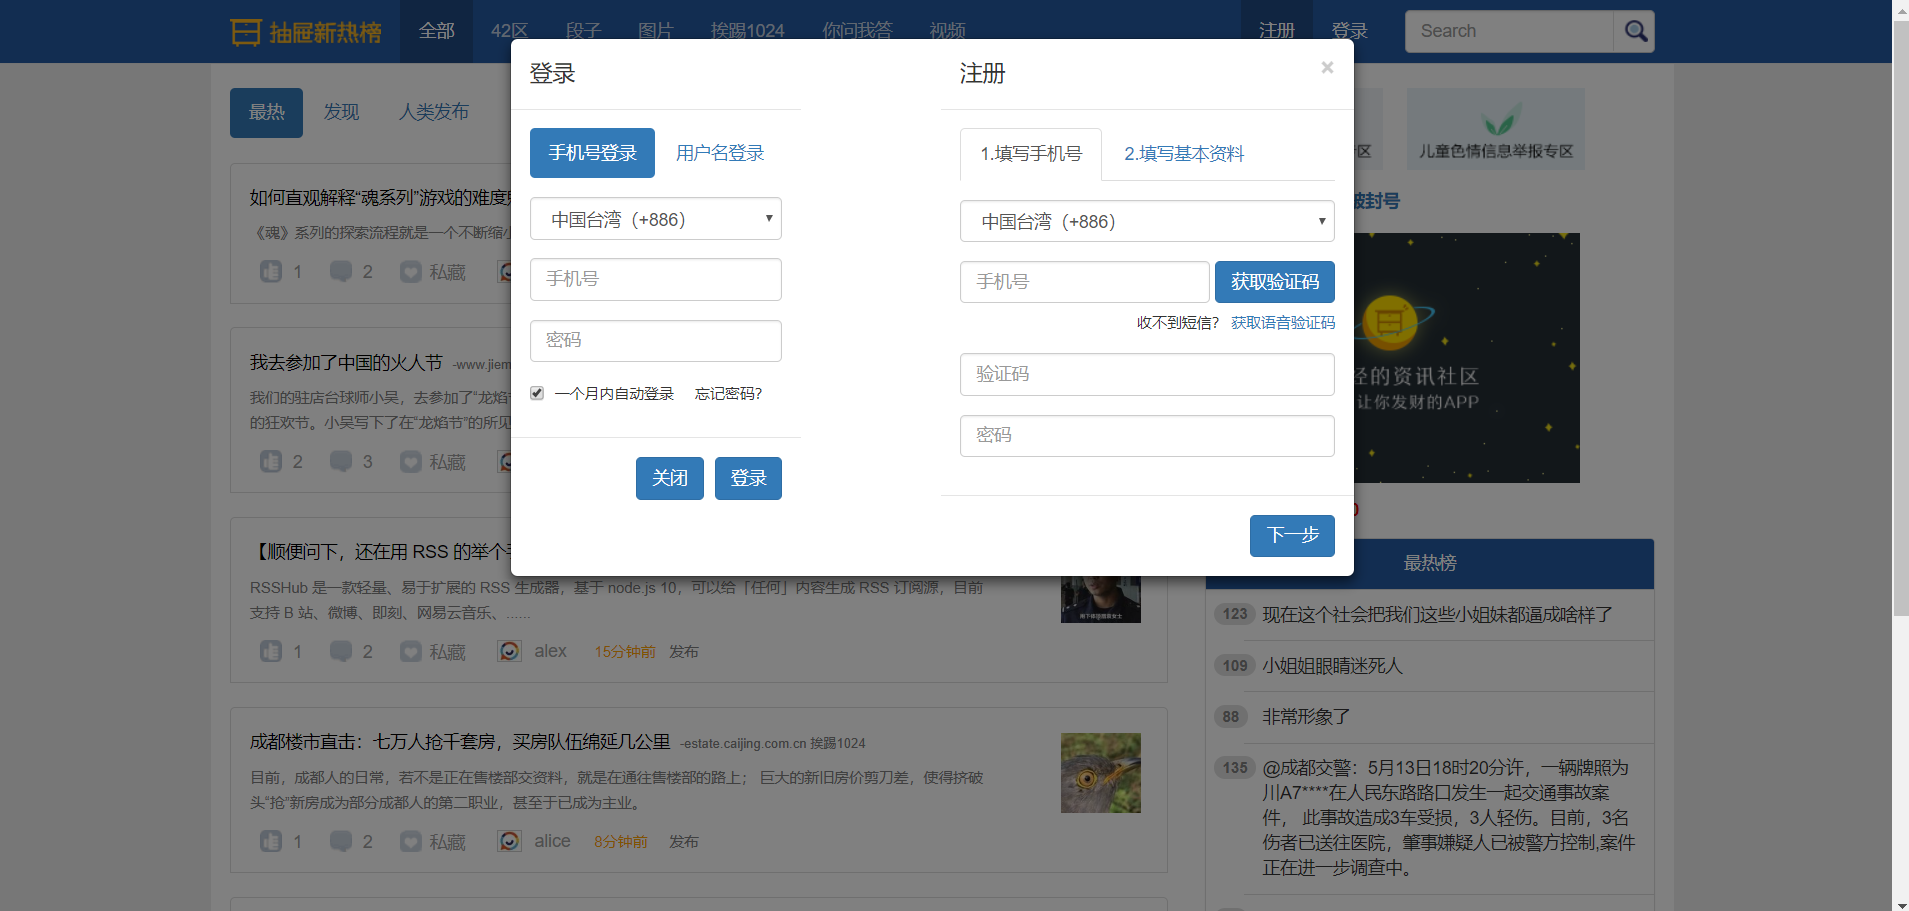 抽屉新热榜 全部 42区 段子 图片 挨踢1024 你问我答 视频 注册 登录 Search
登录
注册 ×
最热 发现 人类发布
儿童色情信息举报专区
手机号登录 用户名登录
1.填写手机号 2.填写基本资料
中国台湾（+886）
中国台湾（+886）
手机号
手机号 获取验证码
收不到短信? 获取语音验证码
密码
验证码
一个月内自动登录 忘记密码?
密码
关闭 登录
下一步
被封号
的资讯社区
让你发财的APP
如何直观解释“魂系列”游戏的难度
《魂》系列的探索流程就是一个不断缩小
1 2 私藏
我去参加了中国的火人节 -www.jiem
我们的驻店台球师小吴，去参加了“龙焰
的狂欢节。小吴写下了在“龙焰节”的所见
2 3 私藏
【顺便问下，还在用 RSS 的举个手
RSSHub 是一款轻量、易于扩展的 RSS 生成器，基于 node.js 10，可以给「任何」内容生成 RSS 订阅源，目前
支持 B 站、微博、即刻、网易云音乐、......
1 2 私藏 alex 15分钟前 发布
成都楼市直击：七万人抢千套房，买房队伍绵延几公里 -estate.caijing.com.cn 挨踢1024
目前，成都人的日常，若不是正在售楼部交资料，就是在通往售楼部的路上； 巨大的新旧房价剪刀差，使得挤破
头“抢”新房成为部分成都人的第二职业，甚至于已成为主业。
1 2 私藏 alice 8分钟前 发布
最热榜
123 现在这个社会把我们这些小姐妹都逼成啥样了
109 小姐姐眼睛迷死人
88 非常形象了
135 @成都交警：5月13日18时20分许，一辆牌照为
川A7****在人民东路路口发生一起交通事故案
件， 此事故造成3车受损，3人轻伤。目前，3名
伤者已送往医院，肇事嫌疑人已被警方控制,案件
正在进一步调查中。